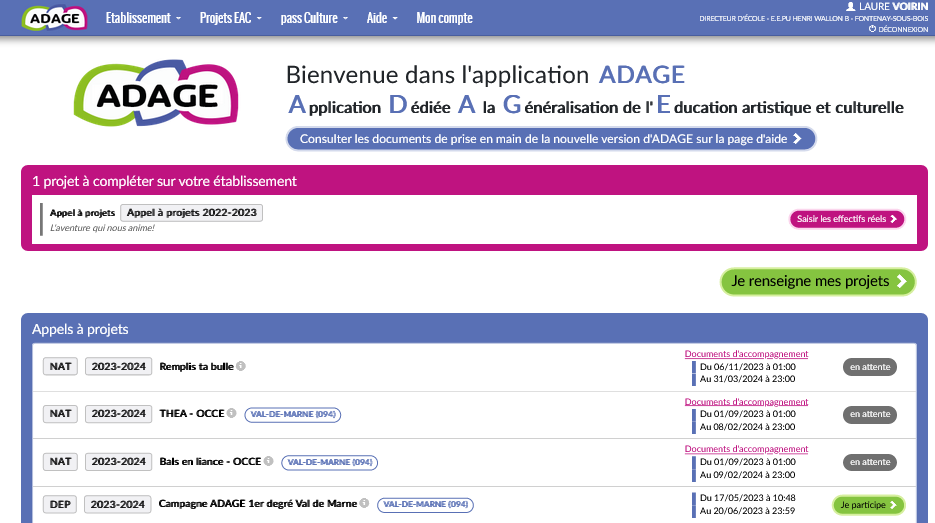 ADAGE Etablissement Projets EAC pass Culture Aide Mon compte
LAURE VOIRIN
DIRECTEUR D'ÉCOLE - E.E.PU HENRI WALLON B - FONTENAY-SOUS-BOIS
DÉCONNEXION
ADAGE
Bienvenue dans l'application ADAGE
Application Dédiée A la Généralisation de l'Education artistique et culturelle
Consulter les documents de prise en main de la nouvelle version d'ADAGE sur la page d'aide
1 projet à compléter sur votre établissement
Appel à projets Appel à projets 2022-2023
L'aventure qui nous anime!
Saisir les effectifs réels
Je renseigne mes projets
Appels à projets
NAT 2023-2024 Remplis ta bulle
Documents d'accompagnement
Du 06/11/2023 à 01:00
Au 31/03/2024 à 23:00
en attente
NAT 2023-2024 THEA - OCCE VAL-DE-MARNE (094)
Documents d'accompagnement
Du 01/09/2023 à 01:00
Au 08/02/2024 à 23:00
en attente
NAT 2023-2024 Bals en liance - OCCE VAL-DE-MARNE (094)
Documents d'accompagnement
Du 01/09/2023 à 01:00
Au 09/02/2024 à 23:00
en attente
DEP 2023-2024 Campagne ADAGE 1er degré Val de Marne VAL-DE-MARNE (094)
Du 17/05/2023 à 10:48
Au 20/06/2023 à 23:59
Je participe